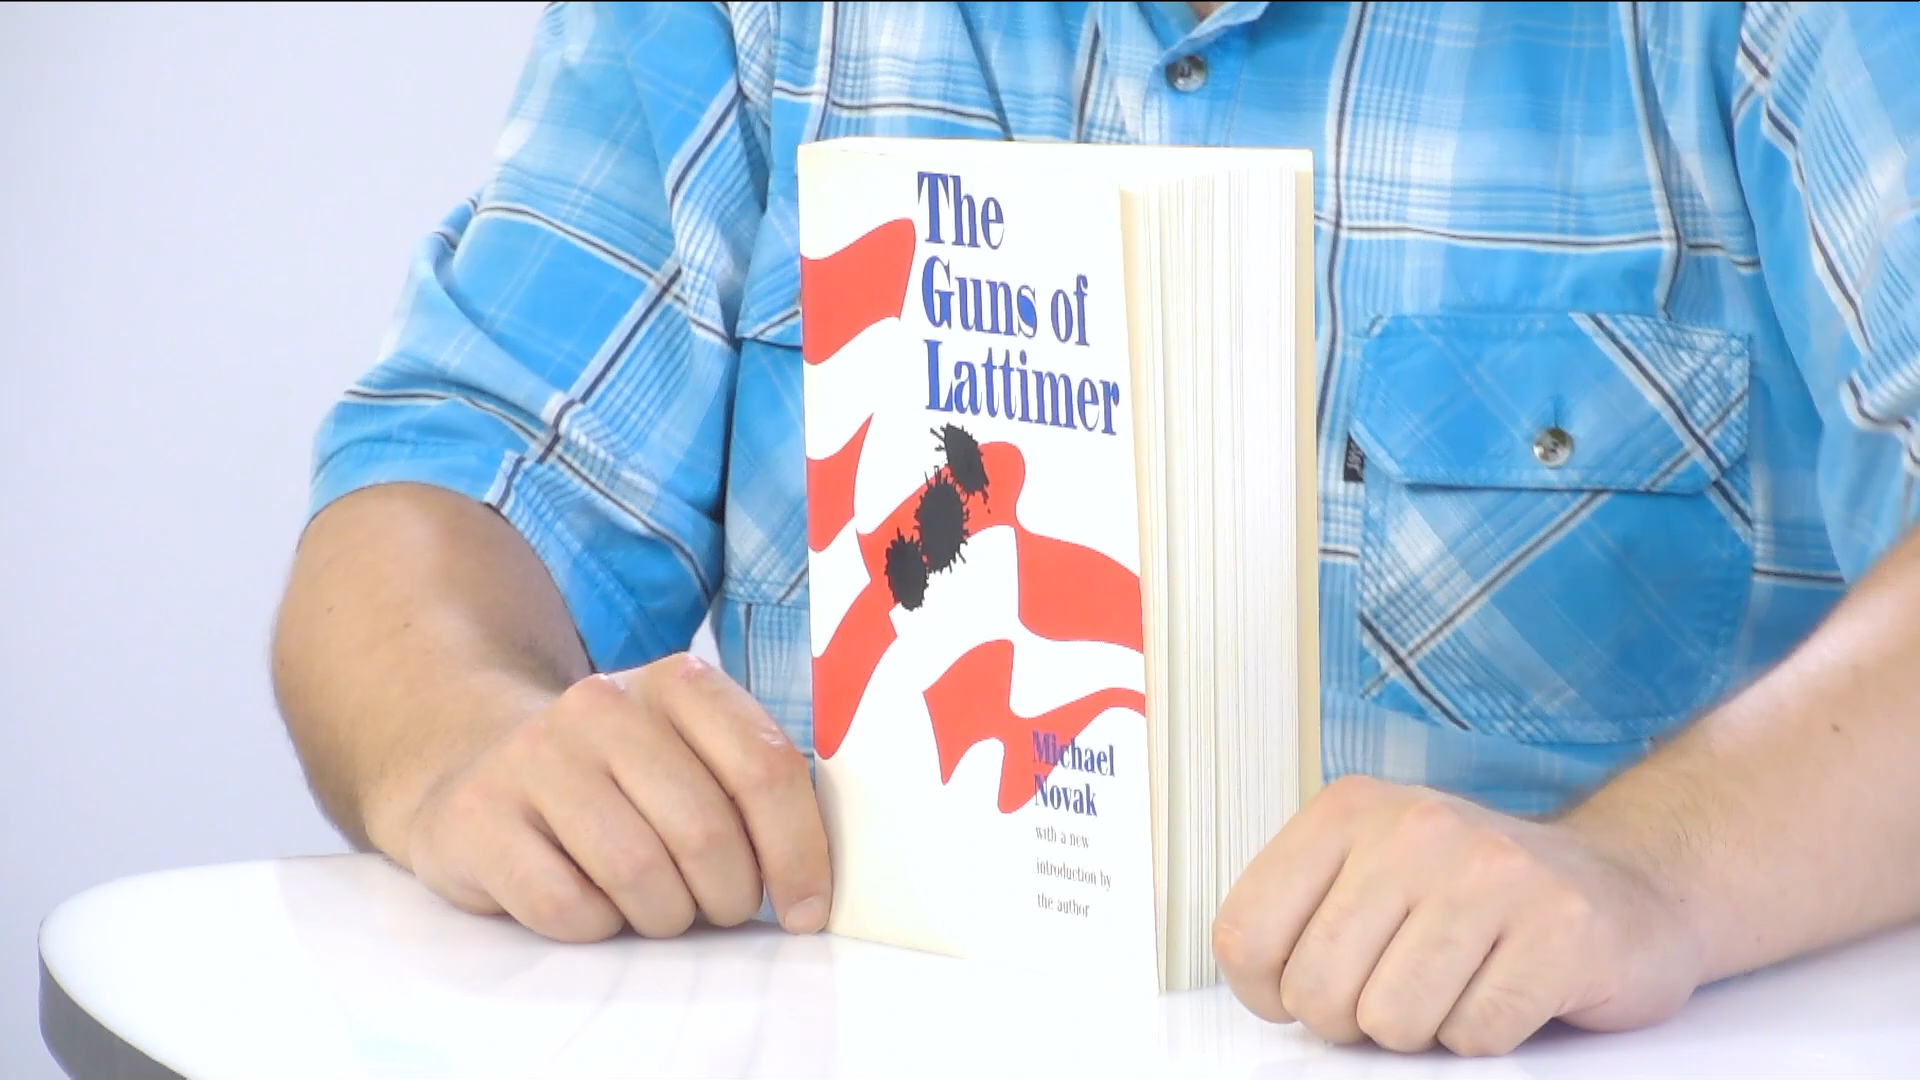 The
Guns of
Lattimer
Michael
Novak
with a new
introduction by
the author